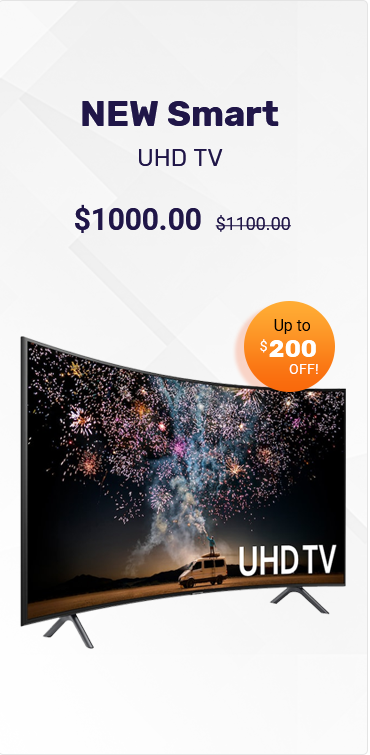 NEW Smart
UHD TV
$1000.00 $1100.00
Up to
$200
OFF!
UHD TV